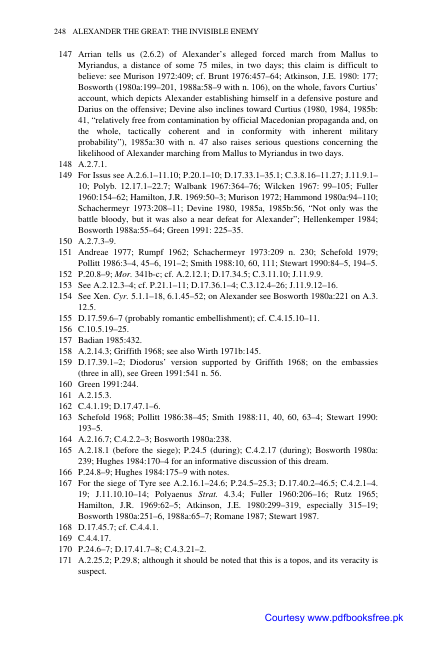 248 ALEXANDER THE GREAT: THE INVISIBLE ENEMY
147 Arrian tells us (2.6.2) of Alexander's alleged forced march from Mallus to
Myriandus, a distance of some 75 miles, in two days; this claim is difficult to
believe: see Murison 1972:409; cf. Brunt 1976:457–64; Atkinson, J.E. 1980: 177;
Bosworth (1980a:199–201, 1988a:58–9 with n. 106), on the whole, favors Curtius'
account, which depicts Alexander establishing himself in a defensive posture and
Darius on the offensive; Devine also inclines toward Curtius (1980, 1984, 1985b:
41, “relatively free from contamination by official Macedonian propaganda and, on
the whole, tactically coherent and in conformity with inherent military
probability”), 1985a:30 with n. 47 also raises serious questions concerning the
likelihood of Alexander marching from Mallus to Myriandus in two days.
148 A.2.7.1.
149 For Issus see A.2.6.1–11.10; P.20.1–10; D.17.33.1–35.1; C.3.8.16–11.27; J.11.9.1–
10; Polyb. 12.17.1–22.7; Walbank 1967:364–76; Wilcken 1967: 99–105; Fuller
1960:154–62; Hamilton, J.R. 1969:50–3; Murison 1972; Hammond 1980a:94–110;
Schachermeyr 1973:208–11; Devine 1980, 1985a, 1985b:56, “Not only was the
battle bloody, but it was also a near defeat for Alexander”; Hellenkemper 1984;
Bosworth 1988a:55–64; Green 1991: 225–35.
150 A.2.7.3–9.
151 Andreae 1977; Rumpf 1962; Schachermeyr 1973:209 n. 230; Schefold 1979;
Pollitt 1986:3–4, 45–6, 191–2; Smith 1988:10, 60, 111; Stewart 1990:84–5, 194–5.
152 P.20.8–9; Mor. 341b-c; cf. A.2.12.1; D.17.34.5; C.3.11.10; J.11.9.9.
153 See A.2.12.3–4; cf. P.21.1–11; D.17.36.1–4; C.3.12.4–26; J.11.9.12–16.
154 See Xen. Cyr. 5.1.1–18, 6.1.45–52; on Alexander see Bosworth 1980a:221 on A.3.
12.5.
155 D.17.59.6–7 (probably romantic embellishment); cf. C.4.15.10–11.
156 C.10.5.19–25.
157 Badian 1985:432.
158 A.2.14.3; Griffith 1968; see also Wirth 1971b:145.
159 D.17.39.1–2; Diodorus' version supported by Griffith 1968; on the embassies
(three in all), see Green 1991:541 n. 56.
160 Green 1991:244.
161 A.2.15.3.
162 C.4.1.19; D.17.47.1–6.
163 Schefold 1968; Pollitt 1986:38–45; Smith 1988:11, 40, 60, 63–4; Stewart 1990:
193–5.
164 A.2.16.7; C.4.2.2–3; Bosworth 1980a:238.
165 A.2.18.1 (before the siege); P.24.5 (during); C.4.2.17 (during); Bosworth 1980a:
239; Hughes 1984:170–4 for an informative discussion of this dream.
166 P.24.8–9; Hughes 1984:175–9 with notes.
167 For the siege of Tyre see A.2.16.1–24.6; P.24.5–25.3; D.17.40.2–46.5; C.4.2.1–4.
19; J.11.10.10–14; Polyaenus Strat. 4.3.4; Fuller 1960:206–16; Rutz 1965;
Hamilton, J.R. 1969:62–5; Atkinson, J.E. 1980:299–319, especially 315–19;
Bosworth 1980a:251–6, 1988a:65–7; Romane 1987; Stewart 1987.
168 D.17.45.7; cf. C.4.4.1.
169 C.4.4.17.
170 P.24.6–7; D.17.41.7–8; C.4.3.21–2.
171 A.2.25.2; P.29.8; although it should be noted that this is a topos, and its veracity is
suspect.
Courtesy www.pdfbooksfree.pk